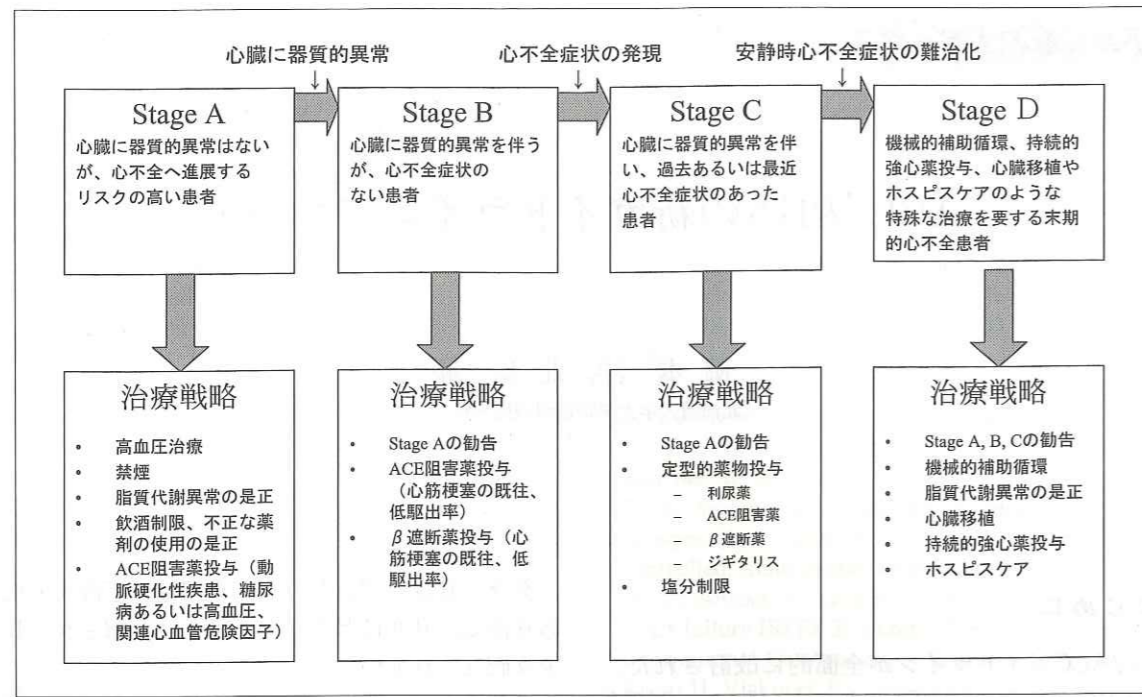 心臓に器質的異常
心不全症状の発現
安静時心不全症状の難治化
Stage A
心臓に器質的異常はない
が、心不全へ進展する
リスクの高い患者
Stage B
心臓に器質的異常を伴う
が、心不全症状の
ない患者
Stage C
心臓に器質的異常を伴
い、過去あるいは最近
心不全症状のあった
患者
Stage D
機械的補助循環、持続的
強心薬投与、心臓移植や
ホスピスケアのような
特殊な治療を要する末期
的心不全患者
治療戦略
• 高血圧治療
• 禁煙
• 脂質代謝異常の是正
• 飲酒制限、不正な薬
剤の使用の是正
• ACE阻害薬投与（動
脈硬化性疾患、糖尿
病あるいは高血圧、
関連心血管危険因子）
治療戦略
• Stage Aの勧告
• ACE阻害薬投与
（心筋梗塞の既往、
低駆出率）
• β遮断薬投与（心
筋梗塞の既往、低
駆出率）
治療戦略
• Stage Aの勧告
• 定型的薬物投与
– 利尿薬
– ACE阻害薬
– β遮断薬
– ジギタリス
• 塩分制限
治療戦略
• Stage A, B, Cの勧告
• 機械的補助循環
• 脂質代謝異常の是正
• 心臓移植
• 持続的強心薬投与
• ホスピスケア